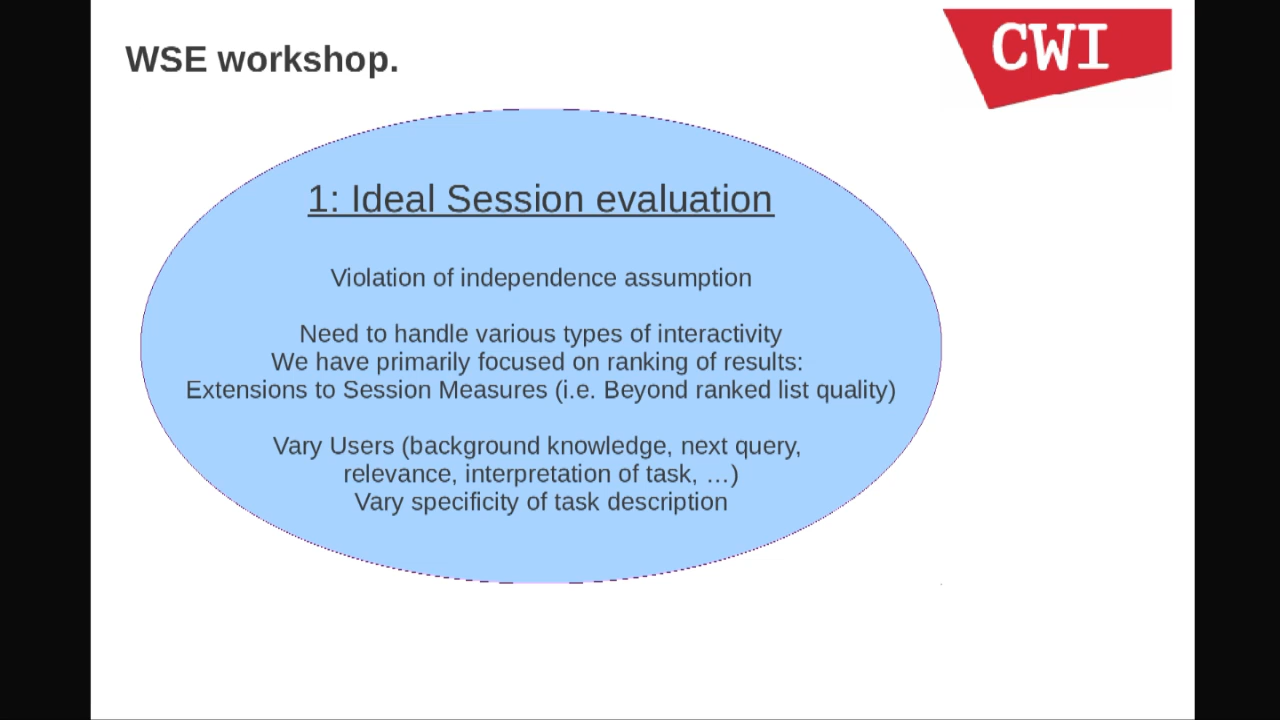 WSE workshop.
CWI
1: Ideal Session evaluation
Violation of independence assumption
Need to handle various types of interactivity
We have primarily focused on ranking of results:
Extensions to Session Measures (i.e. Beyond ranked list quality)
Vary Users (background knowledge, next query,
relevance, interpretation of task, …)
Vary specificity of task description